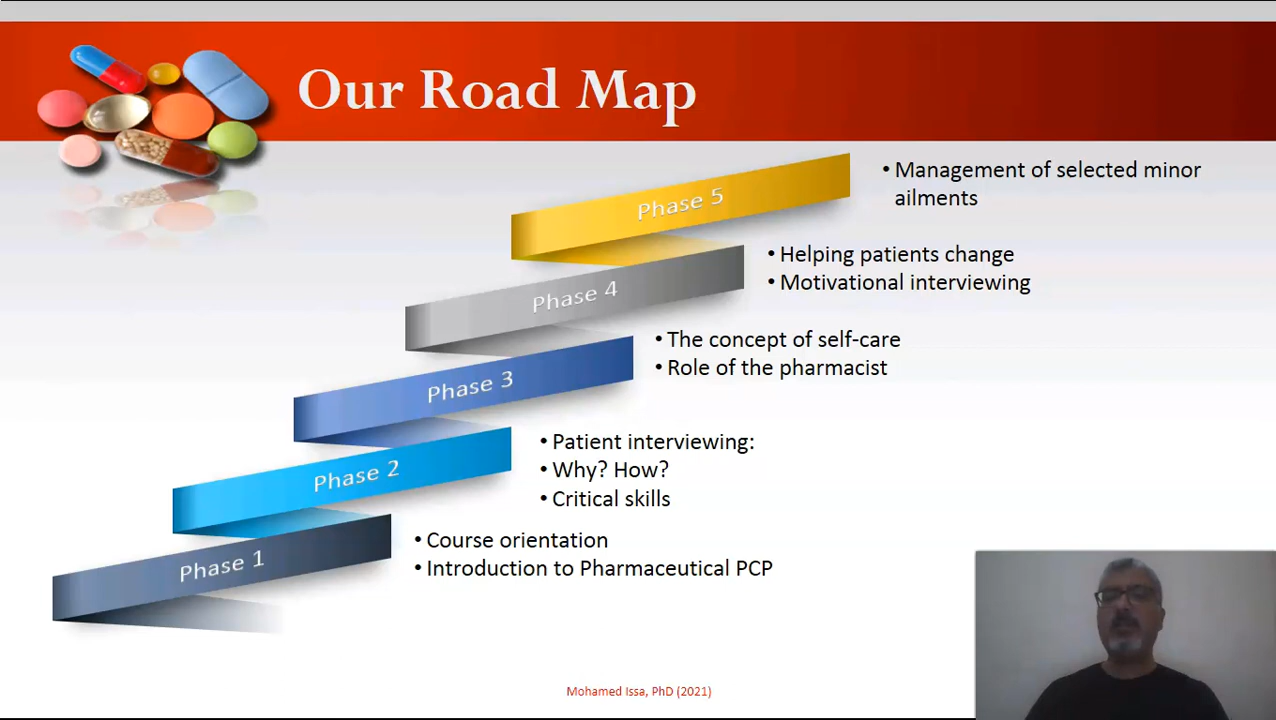 Our Road Map
Phase 5
• Management of selected minor
ailments
Phase 4
• Helping patients change
• Motivational interviewing
Phase 3
• The concept of self-care
• Role of the pharmacist
Phase 2
• Patient interviewing:
• Why? How?
• Critical skills
Phase 1
• Course orientation
• Introduction to Pharmaceutical PCP
Mohamed Issa, PhD (2021)